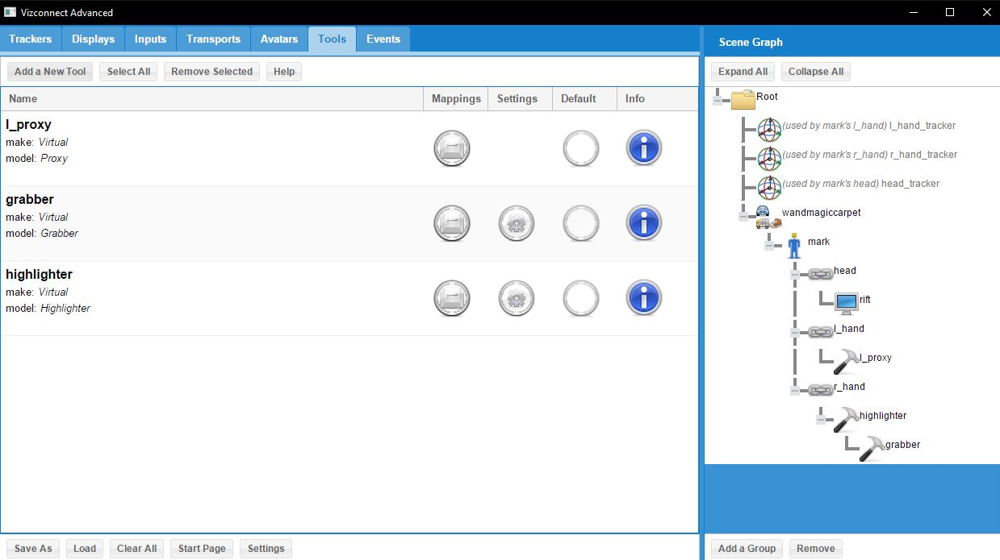 Vizconnect Advanced
Trackers Displays Inputs Transports Avatars Tools Events
Add a New Tool Select All Remove Selected Help
Name Mappings Settings Default Info
l_proxy
make: Virtual
model: Proxy
grabber
make: Virtual
model: Grabber
highlighter
make: Virtual
model: Highlighter
Save As Load Clear All Start Page Settings
Scene Graph
Expand All Collapse All
Root
(used by mark's l_hand) l_hand_tracker
(used by mark's r_hand) r_hand_tracker
(used by mark's head) head_tracker
wandmagiccarpet
mark
head
rift
l_hand
l_proxy
r_hand
highlighter
grabber
Add a Group Remove